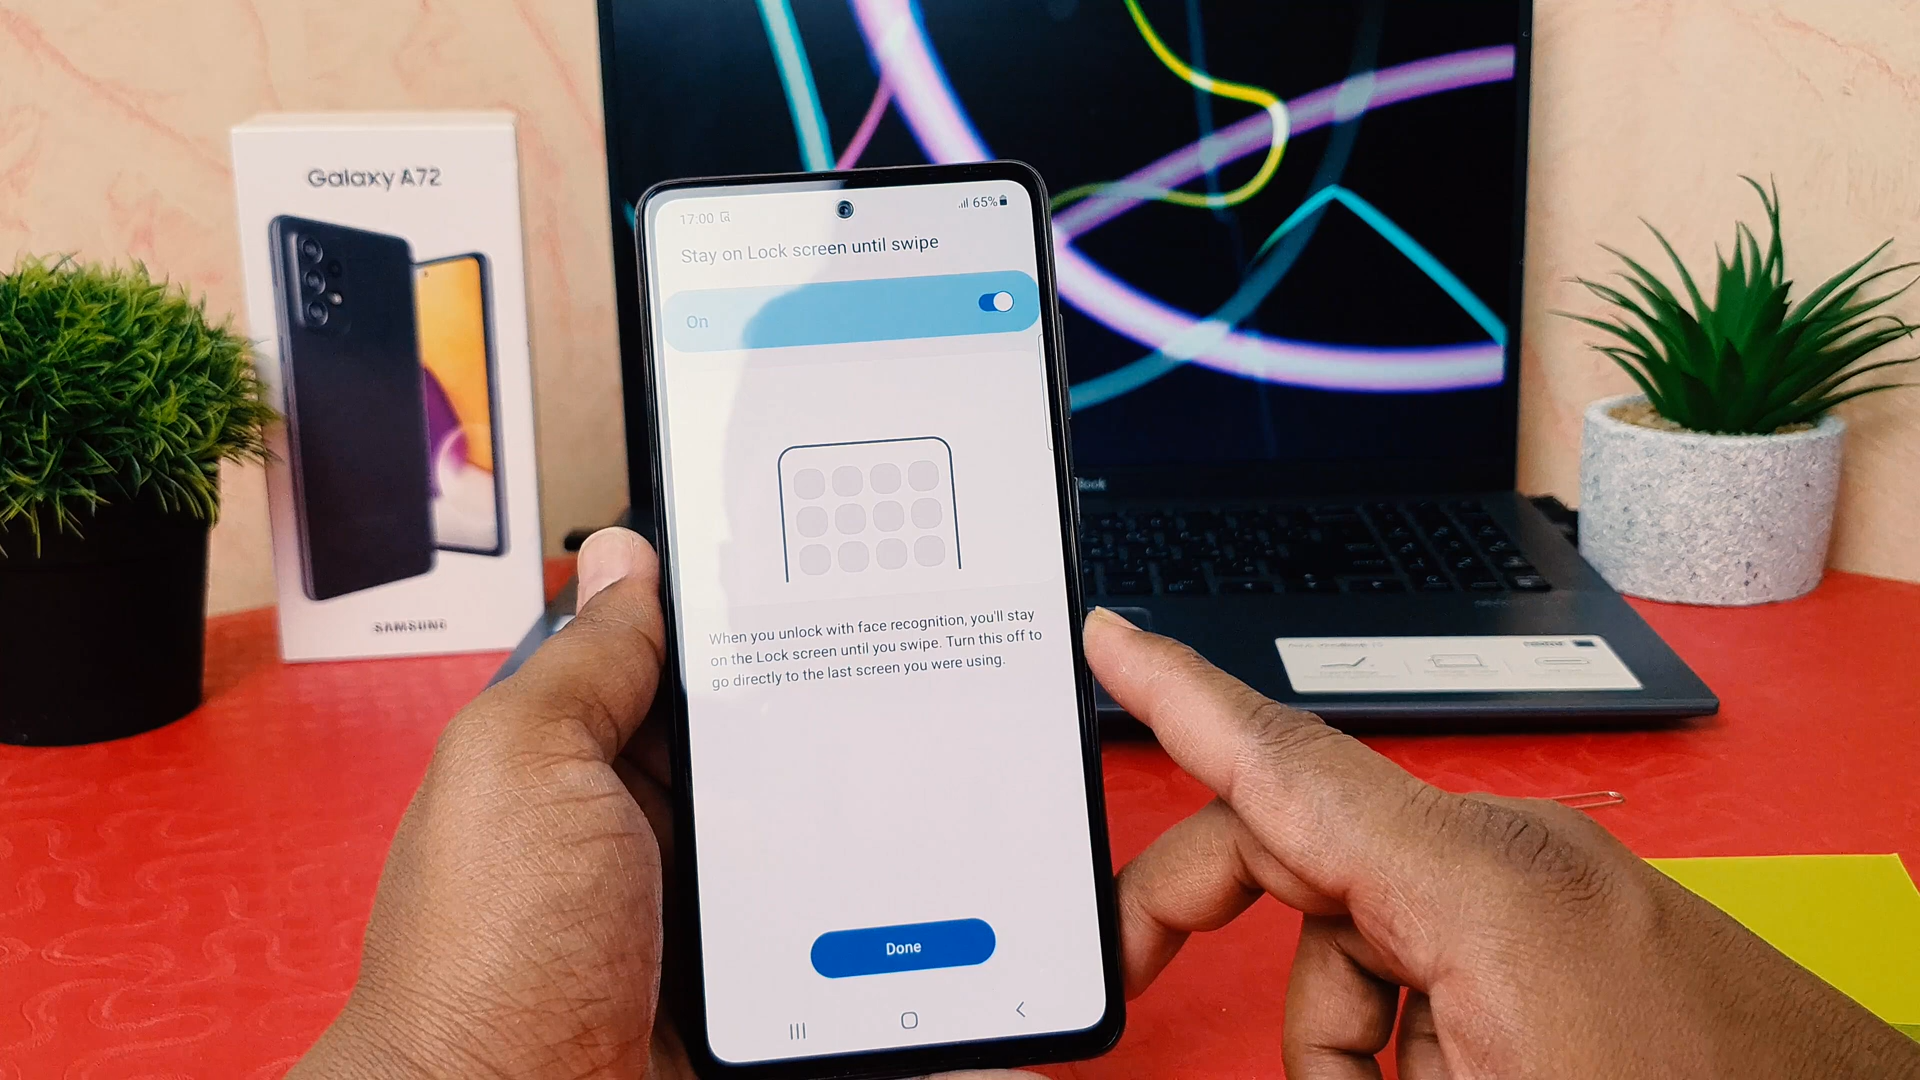 Galaxy A72
SAMSUNG
17:00
65%
Stay on Lock screen until swipe
On
When you unlock with face recognition, you'll stay
on the Lock screen until you swipe. Turn this off to
go directly to the last screen you were using.
Done
Book